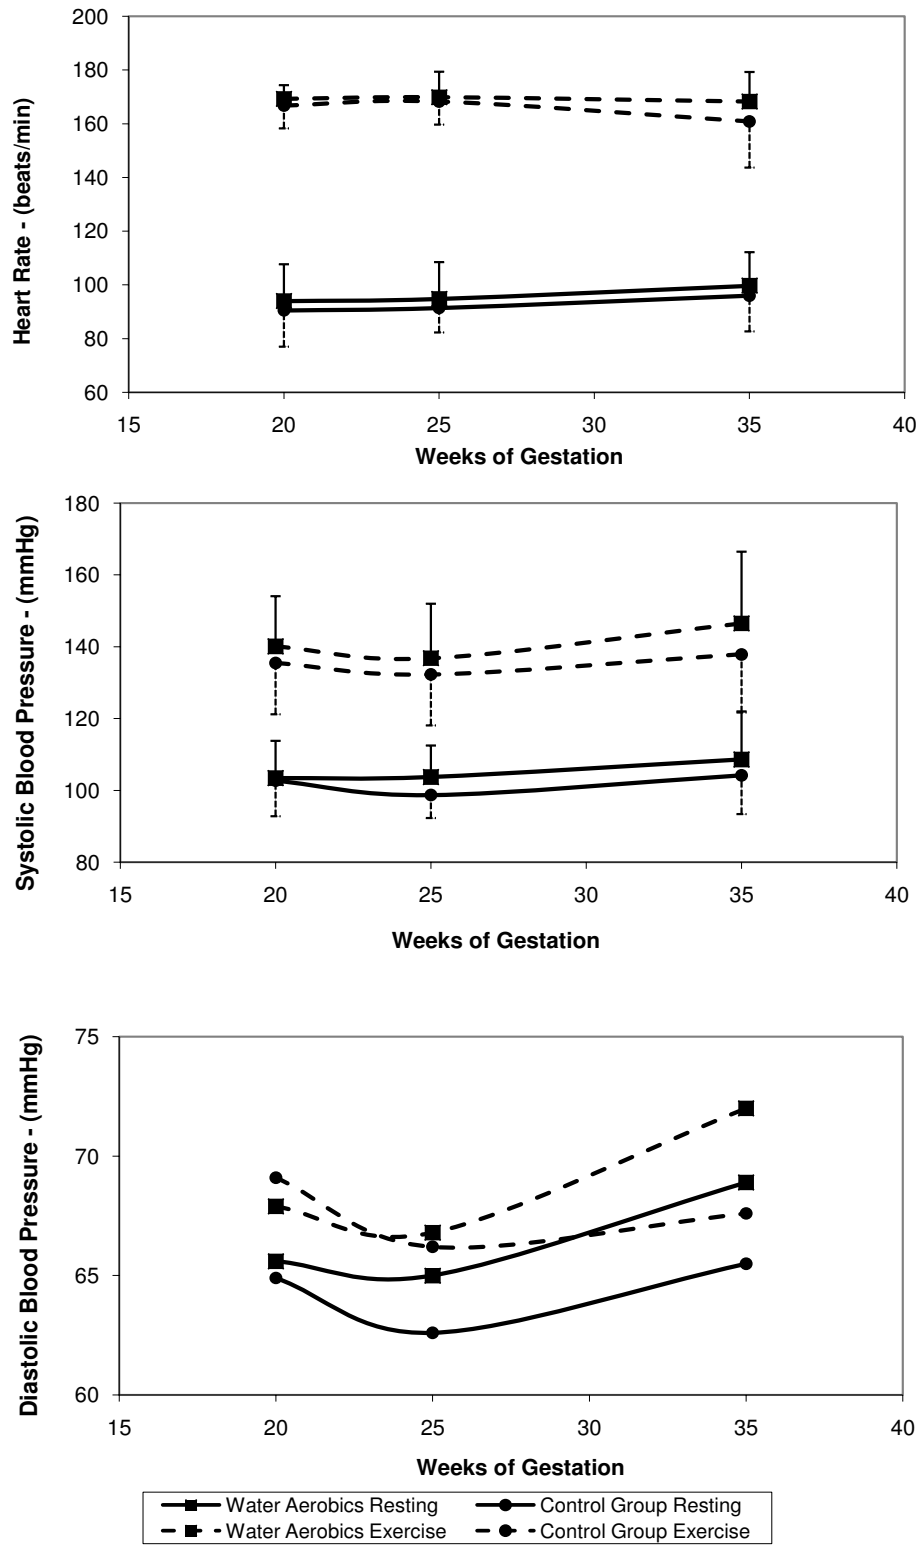 200
180
160
140
120
100
80
60
Heart Rate - (beats/min)
15 20 25 30 35 40
Weeks of Gestation
180
160
140
120
100
80
Systolic Blood Pressure - (mmHg)
15 20 25 30 35 40
Weeks of Gestation
75
70
65
60
Diastolic Blood Pressure - (mmHg)
15 20 25 30 35 40
Weeks of Gestation
Water Aerobics Resting Control Group Resting
Water Aerobics Exercise Control Group Exercise